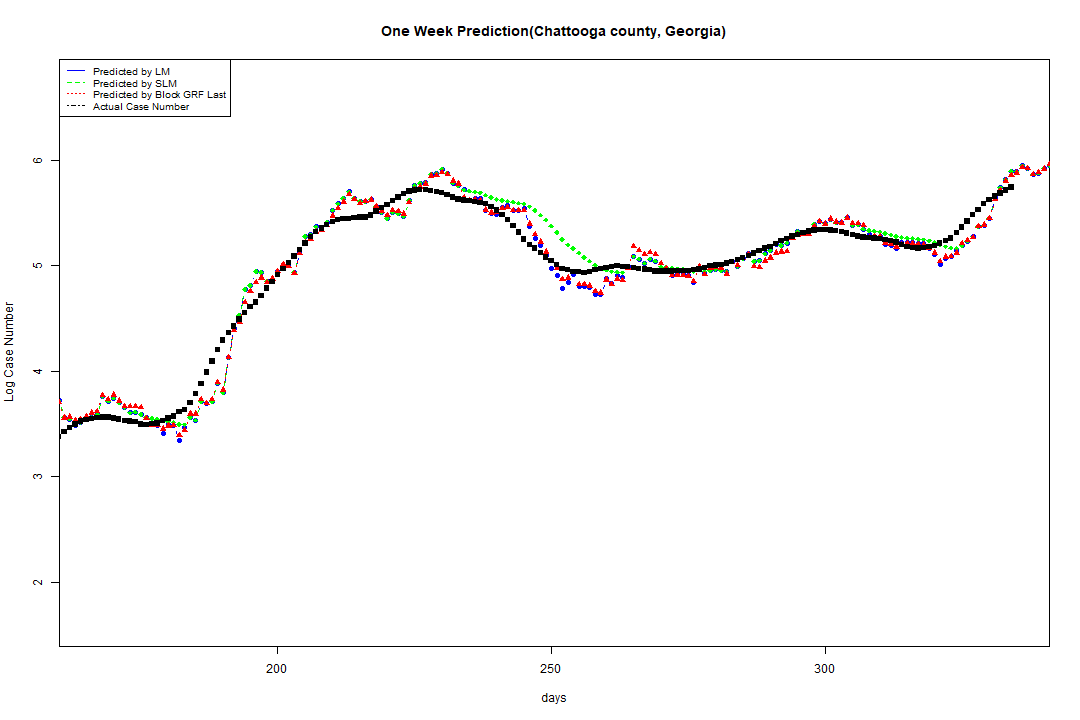 One Week Prediction(Chattooga county, Georgia)
Predicted by LM
Predicted by SLM
Predicted by Block GRF Last
Actual Case Number
6
5
4
3
2
Log Case Number
200 250 300
days